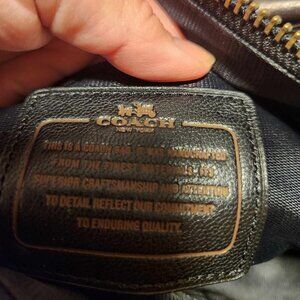 COACH
NEW YORK
THIS IS A COACH BAG IT WAS HANDCRAFTED
FROM THE FINEST MATERIALS
SUPERIOR CRAFTSMANSHIP AND ATTENTION
TO DETAIL REFLECT OUR COMMITMENT
TO ENDURING QUALITY.